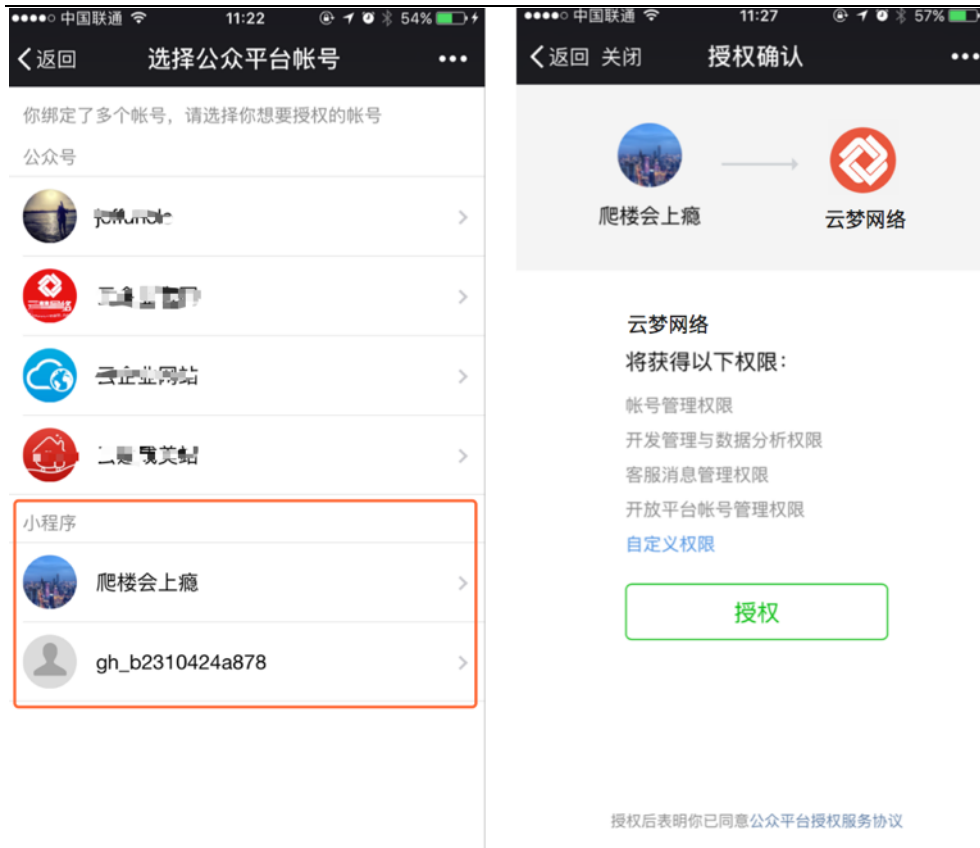 中国联通 11:22 54%
返回 选择公众平台帐号
你绑定了多个帐号，请选择你想要授权的帐号
公众号
小程序
爬楼会上瘾
gh_b2310424a878
中国联通 11:27 57%
返回 关闭 授权确认
爬楼会上瘾 云梦网络
云梦网络
将获得以下权限：
帐号管理权限
开发管理与数据分析权限
客服消息管理权限
开放平台帐号管理权限
自定义权限
授权
授权后表明你已同意公众平台授权服务协议